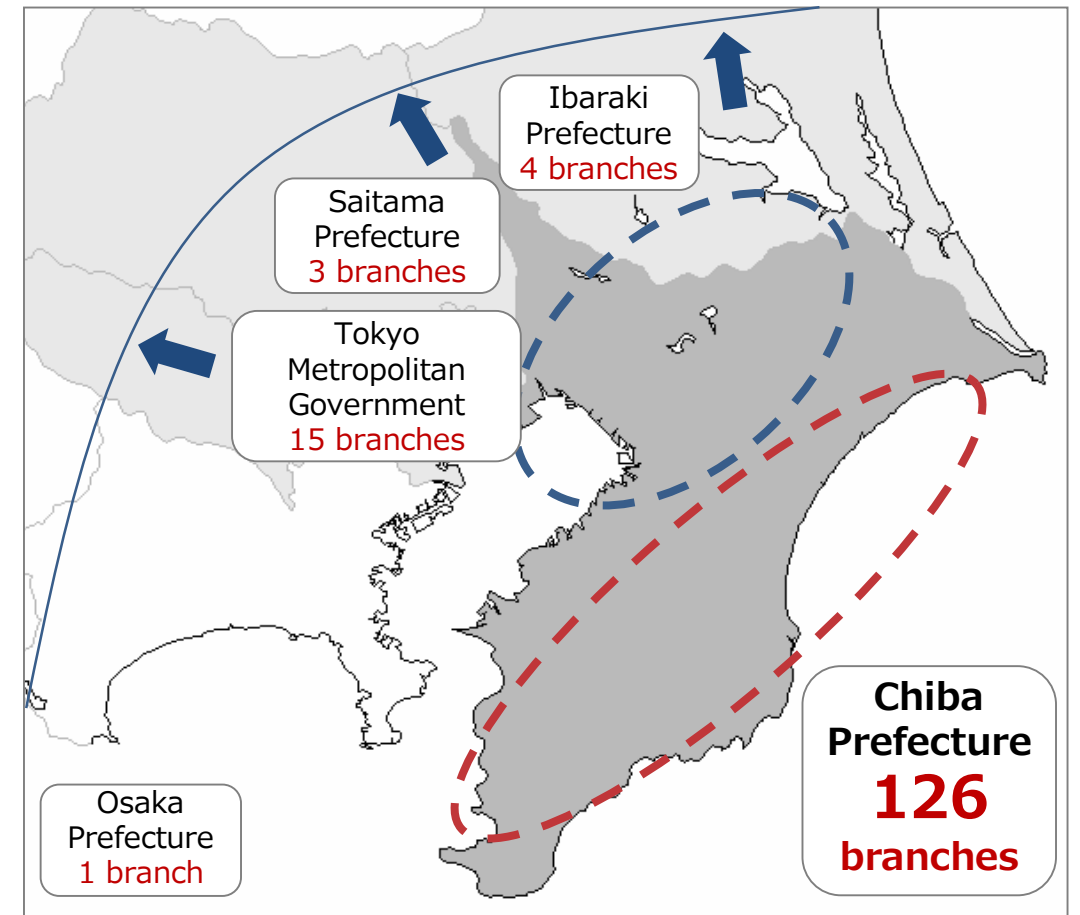 Ibaraki
Prefecture
4 branches
Saitama
Prefecture
3 branches
Tokyo
Metropolitan
Government
15 branches
Chiba
Prefecture
126
branches
Osaka
Prefecture
1 branch